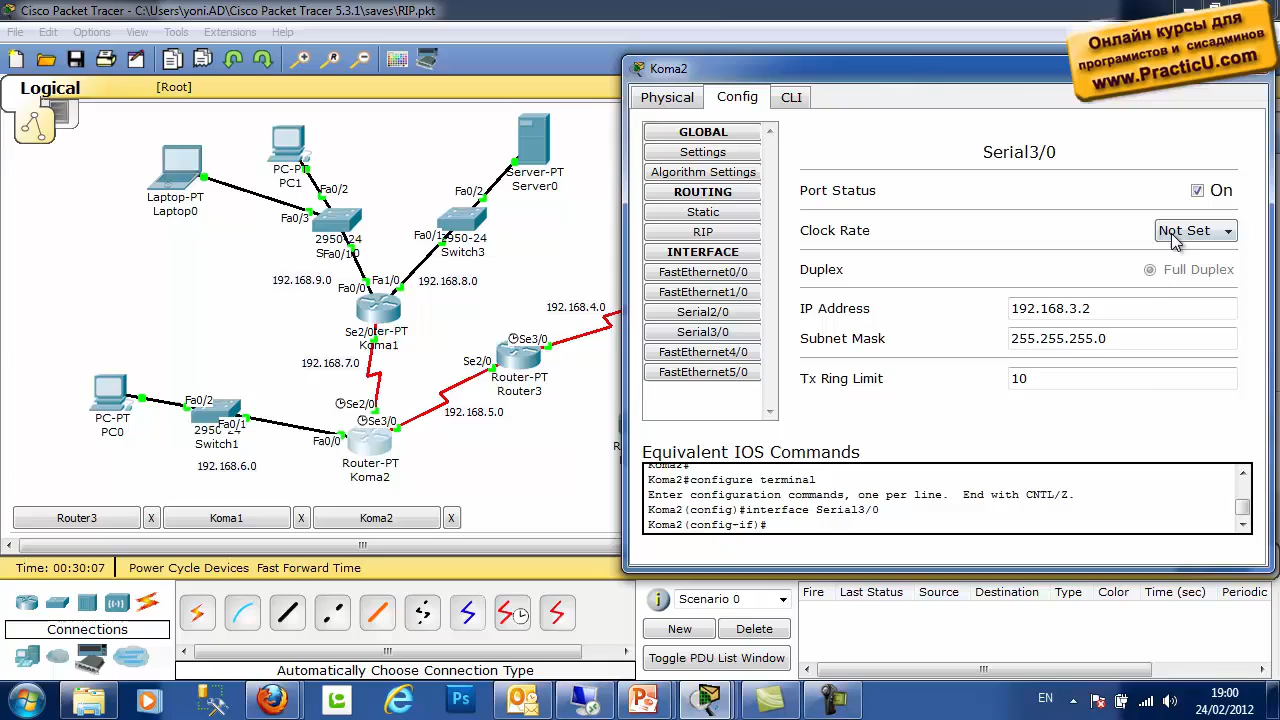 Cisco Packet Tracer - C:\Users\yoni.AD\Cisco Packet Tracer 5.3.1\saves\RIP.pkt
File Edit Options View Tools Extensions Help
Logical
[Root]
Laptop-PT
Laptop0
PC-PT
PC1
Fa0/2
Fa0/3
2950-24
Fa0/10
192.168.9.0
Fa0/0
Fa1/0
Server-PT
Server0
Fa0/2
Fa0/1
2950-24
Switch3
192.168.8.0
Se2/0
Koma1
192.168.7.0
192.168.4.0
Se3/0
Se2/0
Router-PT
Router3
192.168.5.0
PC-PT
PC0
Fa0/2
Fa0/1
Switch1
192.168.6.0
Se2/0
Se3/0
Fa0/0
Router-PT
Koma2
Router3 X Koma1 X Koma2 X
Time: 00:30:07 Power Cycle Devices Fast Forward Time
Connections
Automatically Choose Connection Type
Koma2
Physical Config CLI
GLOBAL
Settings
Algorithm Settings
ROUTING
Static
RIP
INTERFACE
FastEthernet0/0
FastEthernet1/0
Serial2/0
Serial3/0
FastEthernet4/0
FastEthernet5/0
Serial3/0
Port Status On
Clock Rate Not Set
Duplex Full Duplex
IP Address 192.168.3.2
Subnet Mask 255.255.255.0
Tx Ring Limit 10
Equivalent IOS Commands
Koma2#
Koma2#configure terminal
Enter configuration commands, one per line. End with CNTL/Z.
Koma2(config)#interface Serial3/0
Koma2(config-if)#
Scenario 0
New Delete
Toggle PDU List Window
Fire Last Status Source Destination Type Color Time (sec) Periodic
EN
19:00
24/02/2012
Онлайн курсы для
програмистов и сисадминов
www.PracticU.com